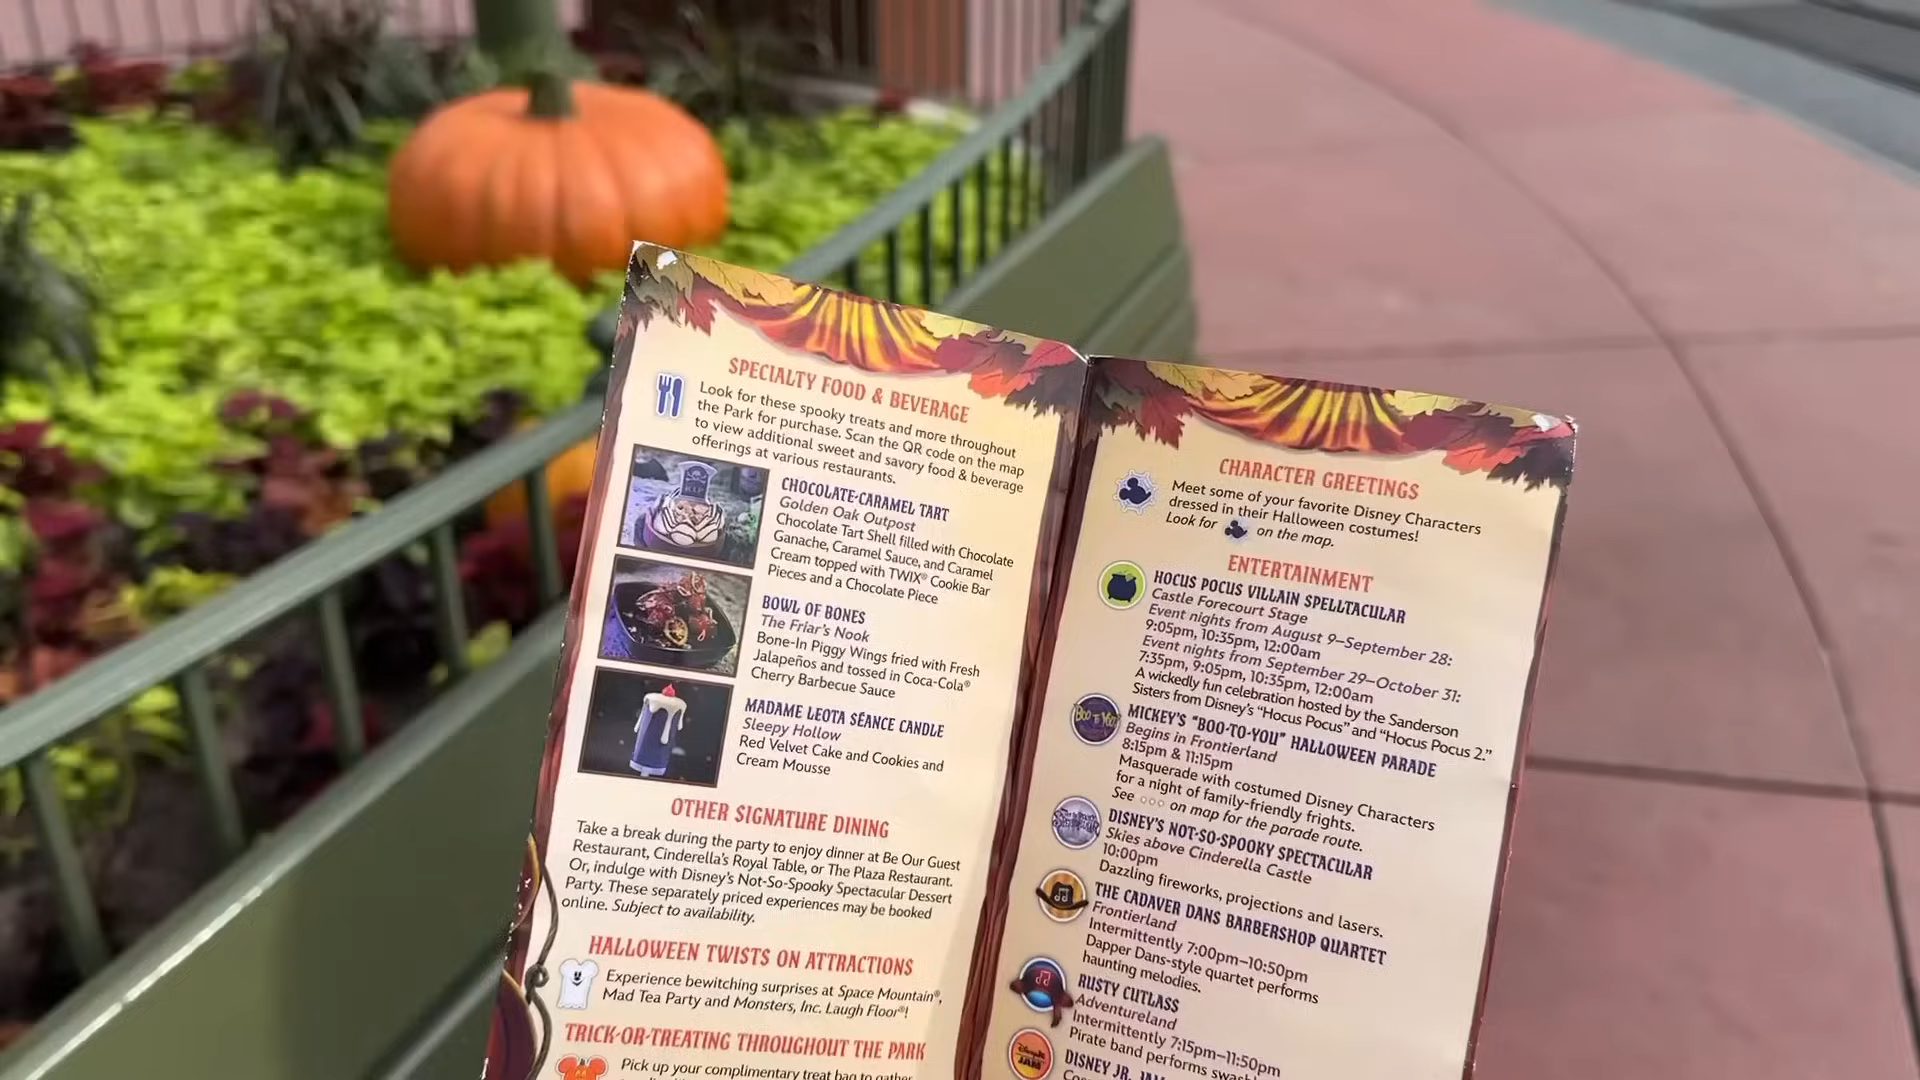 SPECIALTY FOOD & BEVERAGE
Look for these spooky treats and more throughout
the Park for purchase. Scan the QR code on the map
to view additional sweet and savory food & beverage
offerings at various restaurants.
CHOCOLATE-CARAMEL TART
Golden Oak Outpost
Chocolate Tart Shell filled with Chocolate
Ganache, Caramel Sauce, and Caramel
Cream topped with TWIX® Cookie Bar
Pieces and a Chocolate Piece
BOWL OF BONES
The Friar's Nook
Bone-In Piggy Wings fried with Fresh
Jalapeños and tossed in Coca-Cola®
Cherry Barbecue Sauce
MADAME LEOTA SÉANCE CANDLE
Sleepy Hollow
Red Velvet Cake and Cookies and
Cream Mousse
OTHER SIGNATURE DINING
Take a break during the party to enjoy dinner at Be Our Guest
Restaurant, Cinderella's Royal Table, or The Plaza Restaurant.
Or, indulge with Disney's Not-So-Spooky Spectacular Dessert
Party. These separately priced experiences may be booked
online. Subject to availability.
HALLOWEEN TWISTS ON ATTRACTIONS
Experience bewitching surprises at Space Mountain®,
Mad Tea Party and Monsters, Inc. Laugh Floor®!
TRICK-OR-TREATING THROUGHOUT THE PARK
Pick up your complimentary treat bag to gather
CHARACTER GREETINGS
Meet some of your favorite Disney Characters
dressed in their Halloween costumes!
Look for on the map.
ENTERTAINMENT
HOCUS POCUS VILLAIN SPELLTACULAR
Castle Forecourt Stage
Event nights from August 9–September 28:
9:05pm, 10:35pm, 12:00am
Event nights from September 29–October 31:
7:35pm, 9:05pm, 10:35pm, 12:00am
A wickedly fun celebration hosted by the Sanderson
Sisters from Disney's "Hocus Pocus" and "Hocus Pocus 2."
MICKEY'S "BOO-TO-YOU" HALLOWEEN PARADE
Begins in Frontierland
8:15pm & 11:15pm
Masquerade with costumed Disney Characters
for a night of family-friendly frights.
See ooo on map for the parade route.
DISNEY'S NOT-SO-SPOOKY SPECTACULAR
Skies above Cinderella Castle
10:00pm
Dazzling fireworks, projections and lasers.
THE CADAVER DANS BARBERSHOP QUARTET
Frontierland
Intermittently 7:00pm–10:50pm
Dapper Dans-style quartet performs
haunting melodies.
RUSTY CUTLASS
Adventureland
Intermittently 7:15pm–11:50pm
Pirate band performs
DISNEY JR.